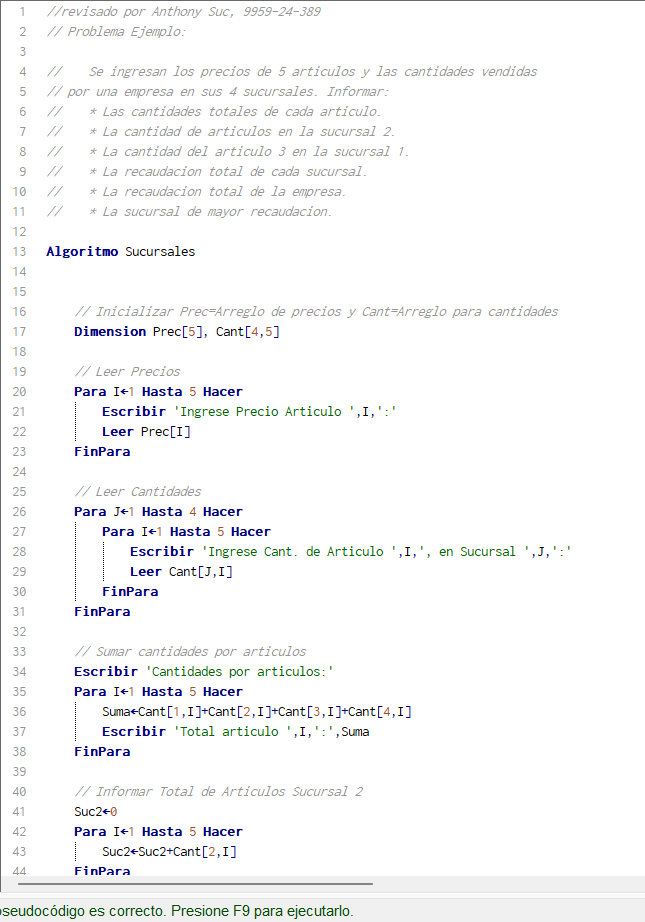 1 //revisado por Anthony Suc, 9959-24-389
2 // Problema Ejemplo:
3
4 // Se ingresan los precios de 5 articulos y las cantidades vendidas
5 // por una empresa en sus 4 sucursales. Informar:
6 // * Las cantidades totales de cada articulo.
7 // * La cantidad de articulos en la sucursal 2.
8 // * La cantidad del articulo 3 en la sucursal 1.
9 // * La recaudacion total de cada sucursal.
10 // * La recaudacion total de la empresa.
11 // * La sucursal de mayor recaudacion.
12
13 Algoritmo Sucursales
14
15
16 // Inicializar Prec=Arreglo de precios y Cant=Arreglo para cantidades
17 Dimension Prec[5], Cant[4,5]
18
19 // Leer Precios
20 Para I←1 Hasta 5 Hacer
21 Escribir 'Ingrese Precio Articulo ',I,':'
22 Leer Prec[I]
23 FinPara
24
25 // Leer Cantidades
26 Para J←1 Hasta 4 Hacer
27 Para I←1 Hasta 5 Hacer
28 Escribir 'Ingrese Cant. de Articulo ',I,', en Sucursal ',J,':'
29 Leer Cant[J,I]
30 FinPara
31 FinPara
32
33 // Sumar cantidades por articulos
34 Escribir 'Cantidades por articulos:'
35 Para I←1 Hasta 5 Hacer
36 Suma←Cant[1,I]+Cant[2,I]+Cant[3,I]+Cant[4,I]
37 Escribir 'Total articulo ',I,':',Suma
38 FinPara
39
40 // Informar Total de Articulos Sucursal 2
41 Suc2←0
42 Para I←1 Hasta 5 Hacer
43 Suc2←Suc2+Cant[2,I]
44 FinPara
pseudocódigo es correcto. Presione F9 para ejecutarlo.